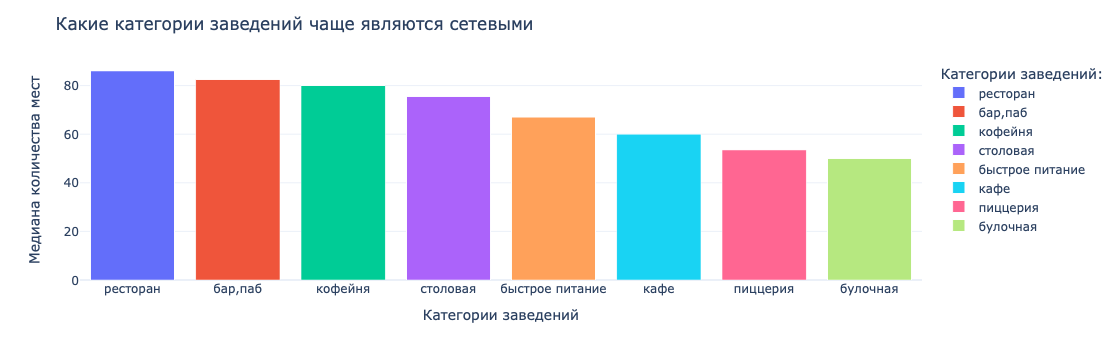 Какие категории заведений чаще являются сетевыми
Медиана количества мест
80
60
40
20
0
ресторан
бар,паб
кофейня
столовая
быстрое питание
кафе
пиццерия
булочная
Категории заведений
Категории заведений:
ресторан
бар,паб
кофейня
столовая
быстрое питание
кафе
пиццерия
булочная